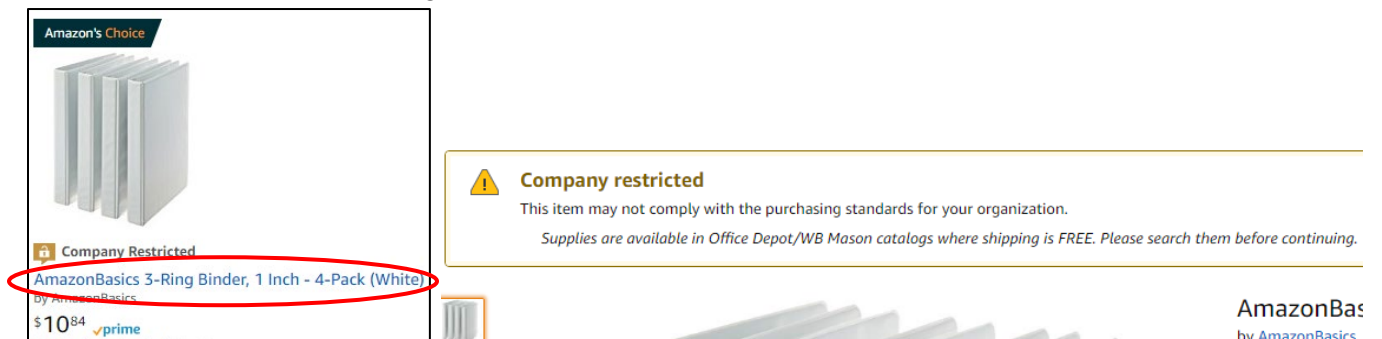 Amazon's Choice
Company Restricted
AmazonBasics 3-Ring Binder, 1 Inch - 4-Pack (White)
by AmazonBasics
$1084 prime
Company restricted
This item may not comply with the purchasing standards for your organization.
Supplies are available in Office Depot/WB Mason catalogs where shipping is FREE. Please search them before continuing.
AmazonBas
by AmazonBasics